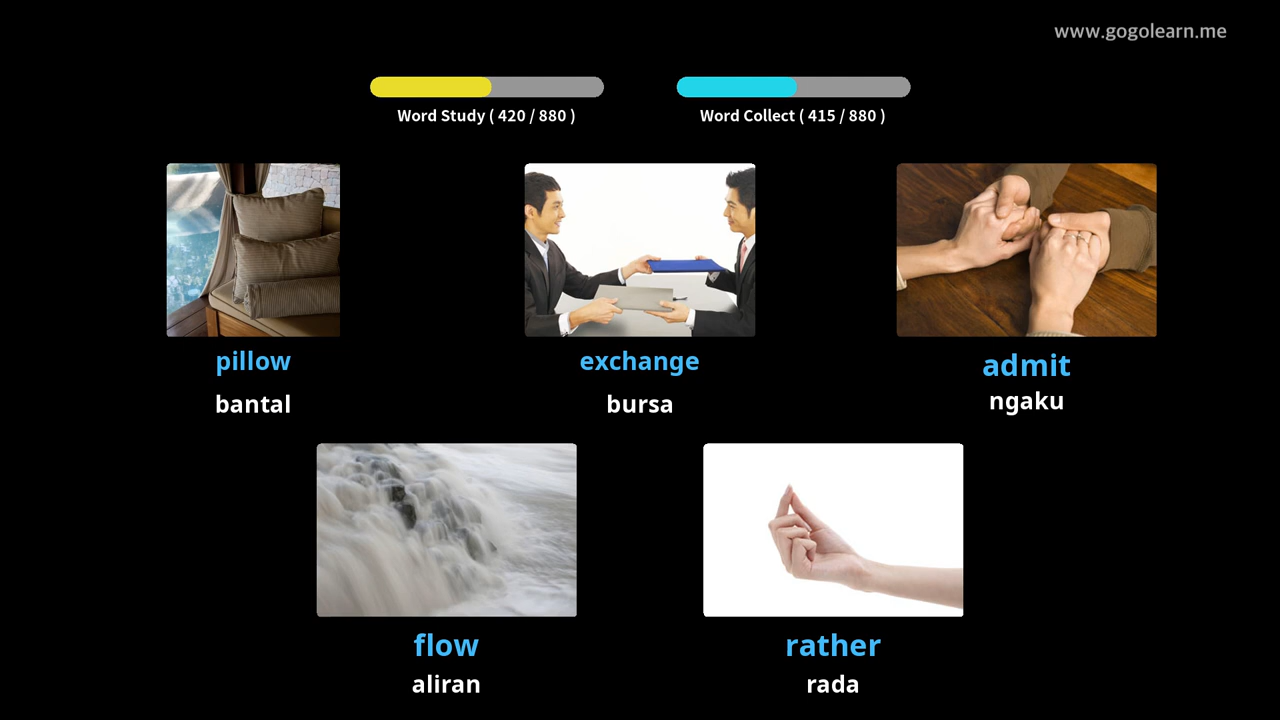 www.gogolearn.me
Word Study ( 420 / 880 )
Word Collect ( 415 / 880 )
pillow
bantal
exchange
bursa
admit
ngaku
flow
aliran
rather
rada